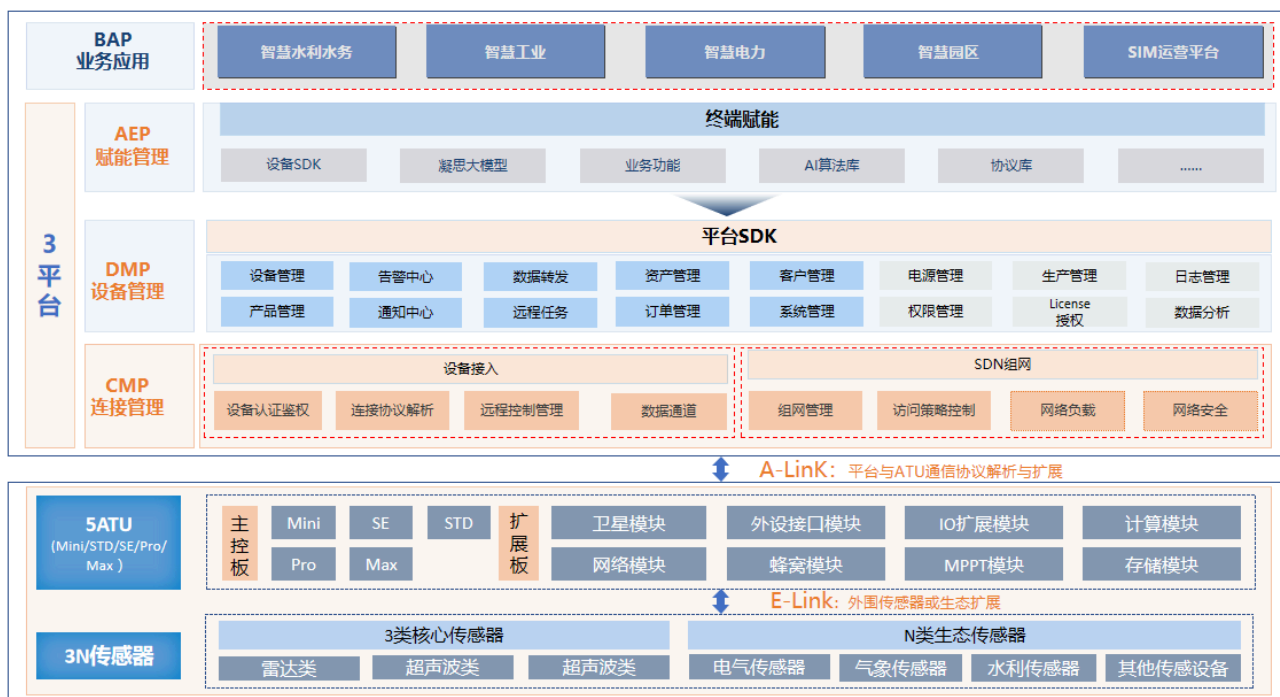 BAP
业务应用
智慧水利水务
智慧工业
智慧电力
智慧园区
SIM运营平台
3
平
台
AEP
赋能管理
终端赋能
设备SDK
凝思大模型
业务功能
AI算法库
协议库
......
DMP
设备管理
平台SDK
设备管理
告警中心
数据转发
资产管理
客户管理
电源管理
生产管理
日志管理
产品管理
通知中心
远程任务
订单管理
系统管理
权限管理
License
授权
数据分析
CMP
连接管理
设备接入
设备认证鉴权
连接协议解析
远程控制管理
数据通道
SDN组网
组网管理
访问策略控制
网络负载
网络安全
A-LinK：平台与ATU通信协议解析与扩展
5ATU
(Mini/STD/SE/Pro/
Max ）
主
控
板
Mini
SE
STD
Pro
Max
扩
展
板
卫星模块
外设接口模块
IO扩展模块
计算模块
网络模块
蜂窝模块
MPPT模块
存储模块
E-Link：外围传感器或生态扩展
3N传感器
3类核心传感器
雷达类
超声波类
超声波类
N类生态传感器
电气传感器
气象传感器
水利传感器
其他传感设备